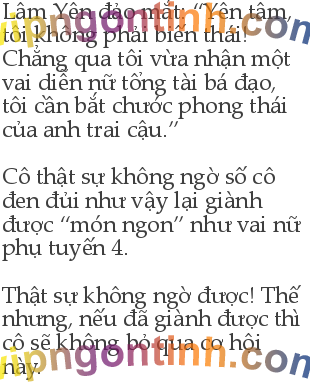 Lâm Yên đảo mắt: “Yên tâm,
tôi không phải biến thái!
Chẳng qua tôi vừa nhận một
vai diễn nữ tổng tài bá đạo,
tôi cần bắt chước phong thái
của anh trai cậu.”
Cô thật sự không ngờ số cô
đen đủi như vậy lại giành
được “món ngon” như vai nữ
phụ tuyến 4.
Thật sự không ngờ được! Thế
nhưng, nếu đã giành được thì
cô sẽ không bỏ qua cơ hội
này.
vipngontinh.com
vipngontinh.com